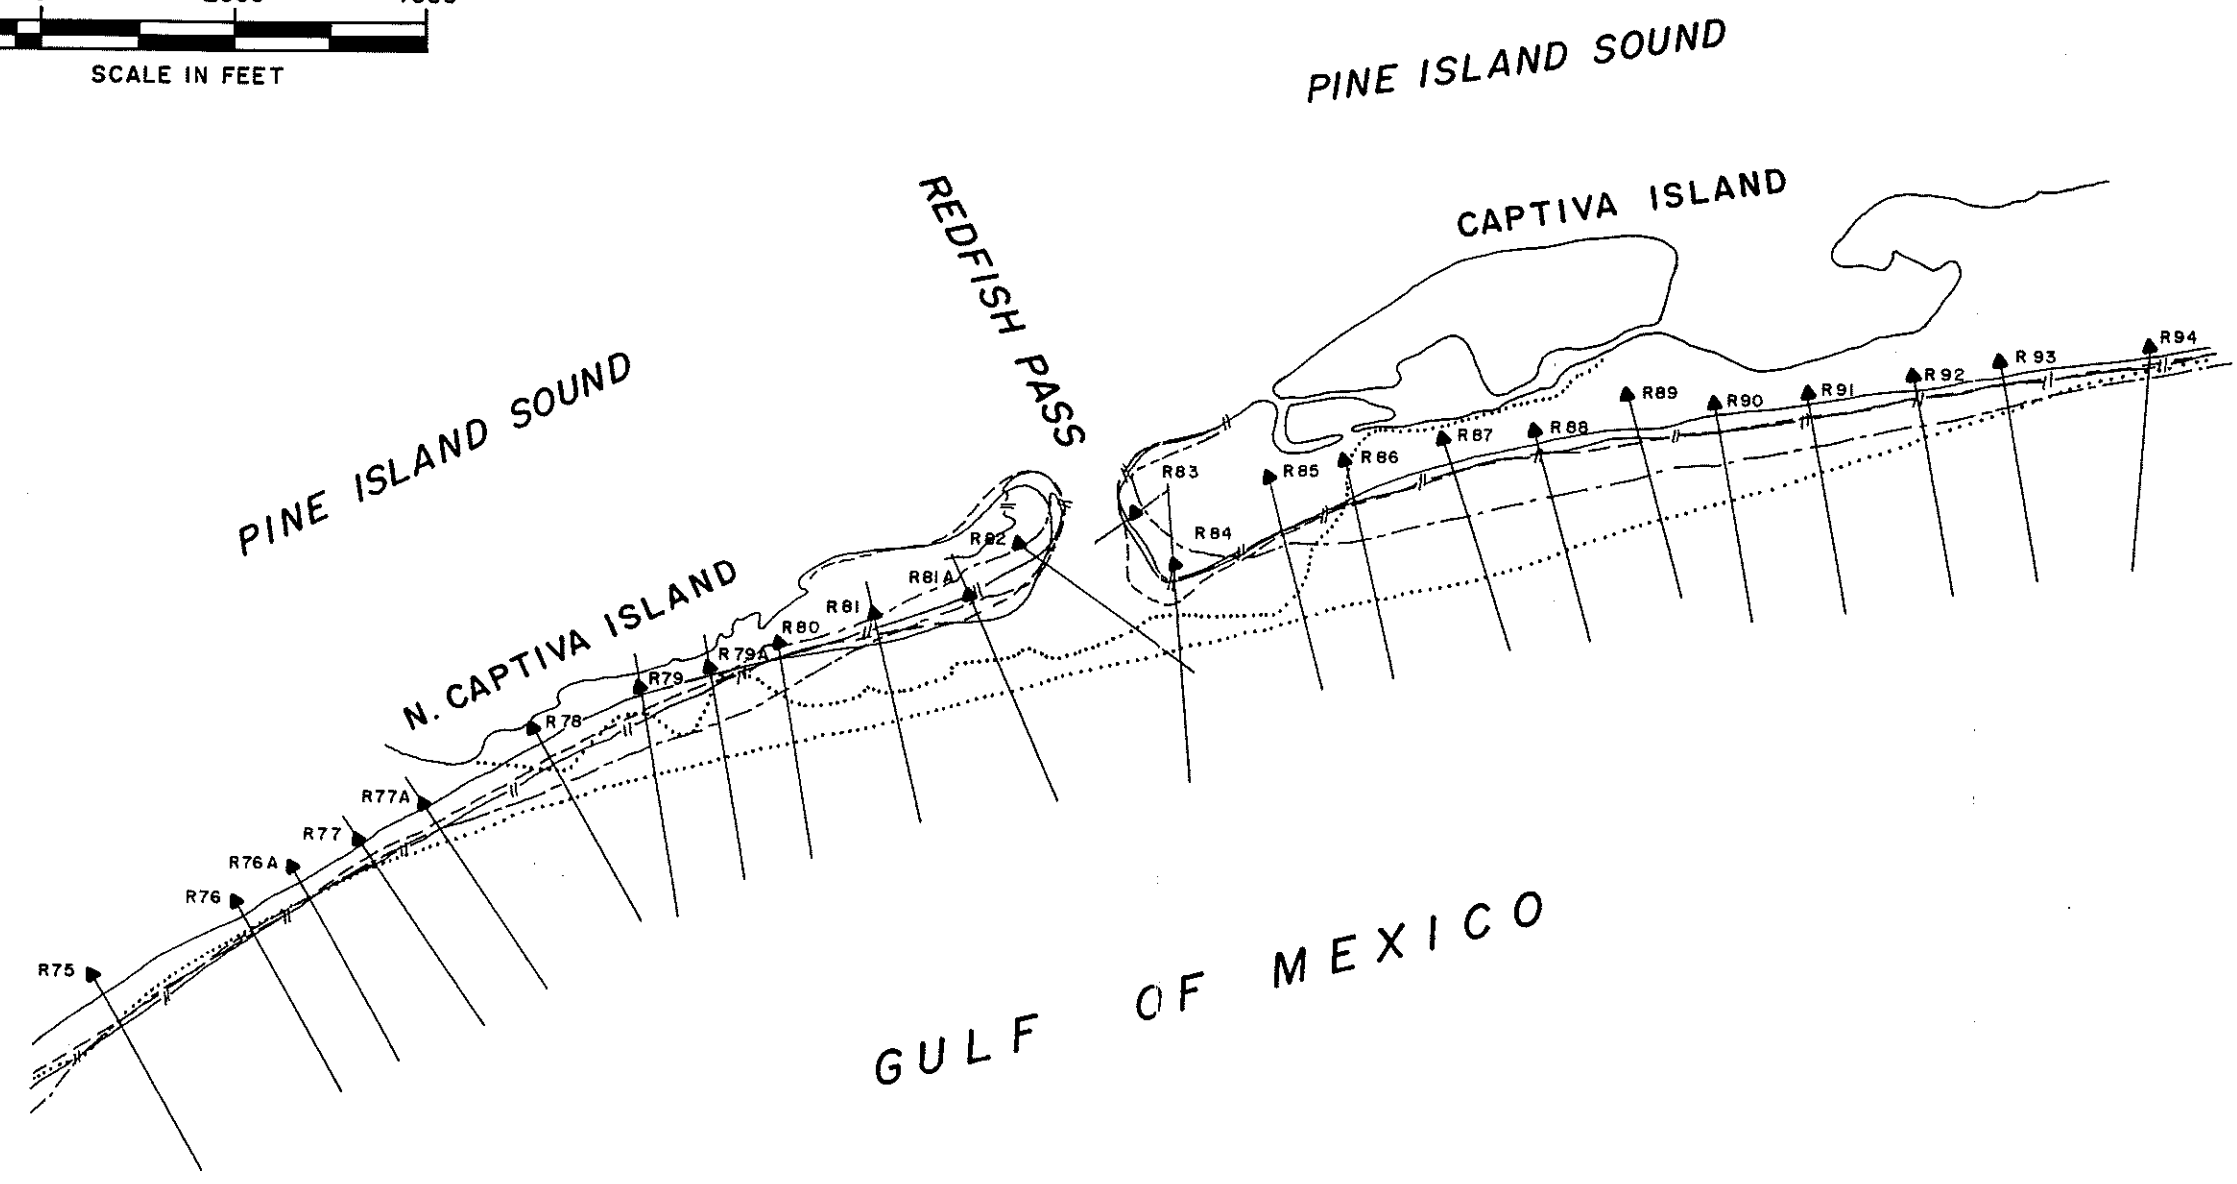 SCALE IN FEET
PINE ISLAND SOUND
CAPTIVA ISLAND
REDFISH PASS
PINE ISLAND SOUND
N. CAPTIVA ISLAND
R94
R93
R92
R91
R90
R89
R88
R87
R86
R85
R83
R84
R82
R81A
R81
R80
R79A
R79
R78
R77A
R77
R76A
R76
R75
GULF OF MEXICO